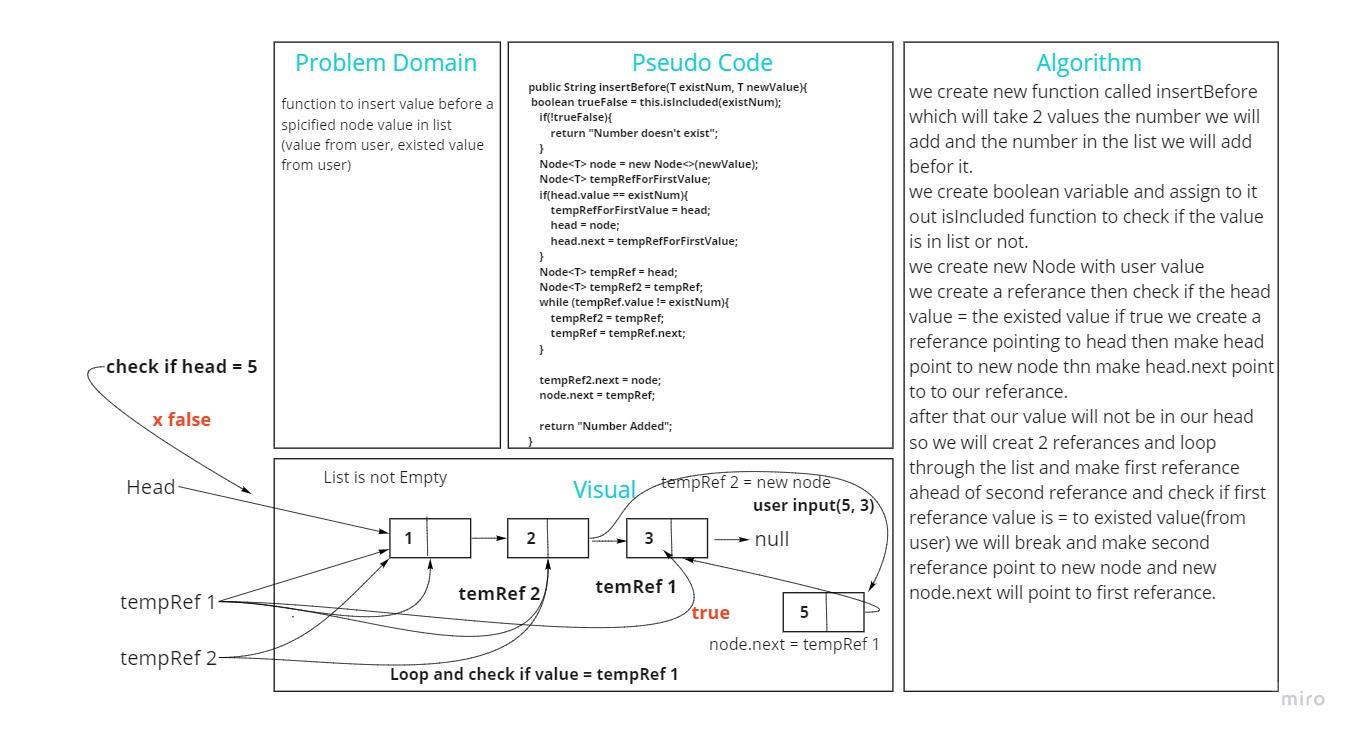 Problem Domain
function to insert value before a
spicified node value in list
(value from user, existed value
from user)
Pseudo Code
public String insertBefore(T existNum, T newValue){
boolean trueFalse = this.isIncluded(existNum);
if(!trueFalse){
return "Number doesn't exist";
}
Node<T> node = new Node<>(newValue);
Node<T> tempRefForFirstValue;
if(head.value == existNum){
tempRefForFirstValue = head;
head = node;
head.next = tempRefForFirstValue;
}
Node<T> tempRef = head;
Node<T> tempRef2 = tempRef;
while (tempRef.value != existNum){
tempRef2 = tempRef;
tempRef = tempRef.next;
}
tempRef2.next = node;
node.next = tempRef;
return "Number Added";
}
Algorithm
we create new function called insertBefore
which will take 2 values the number we will
add and the number in the list we will add
befor it.
we create boolean variable and assign to it
out isIncluded function to check if the value
is in list or not.
we create new Node with user value
we create a referance then check if the head
value = the existed value if true we create a
referance pointing to head then make head
point to new node thn make head.next point
to to our referance.
after that our value will not be in our head
so we will creat 2 referances and loop
through the list and make first referance
ahead of second referance and check if first
referance value is = to existed value(from
user) we will break and make second
referance point to new node and new
node.next will point to first referance.
check if head = 5
x false
Head
tempRef 1
tempRef 2
List is not Empty
Visual
tempRef 2 = new node
user input(5, 3)
1
2
3
null
temRef 2
temRef 1
true
5
node.next = tempRef 1
Loop and check if value = tempRef 1
miro